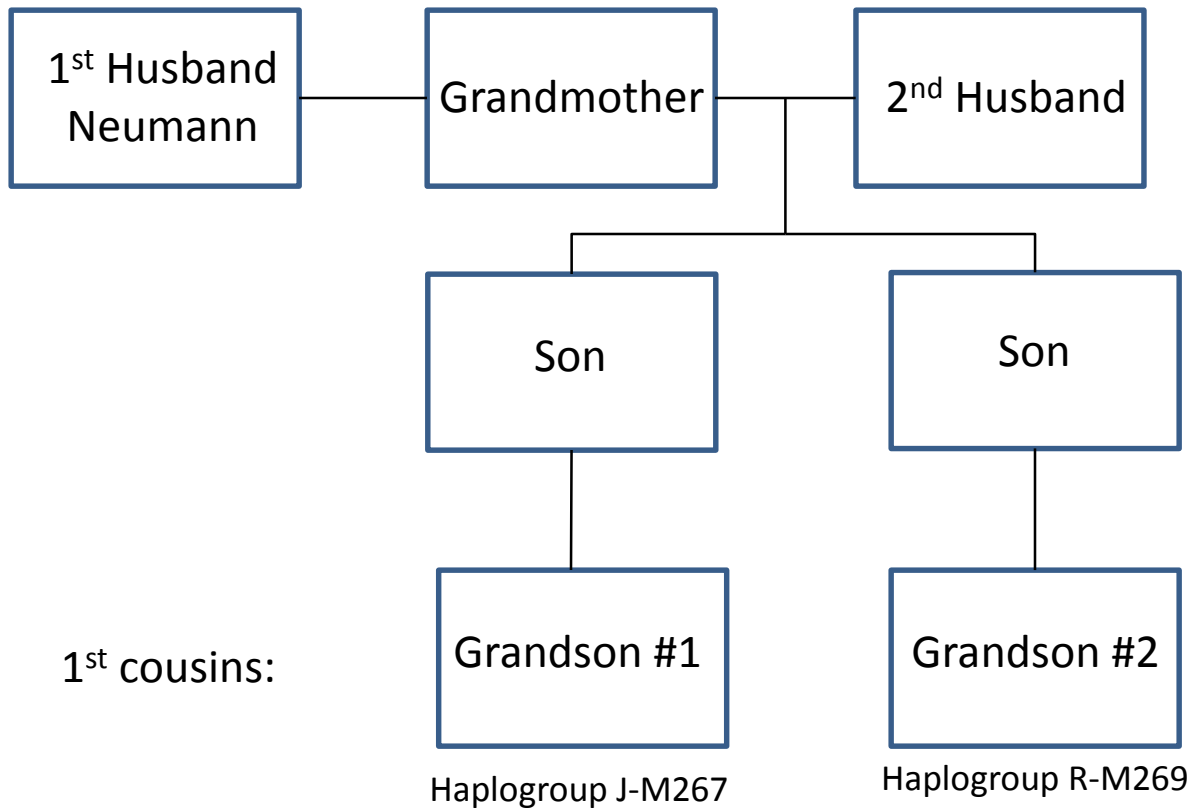 1st Husband
Neumann
Grandmother
2nd Husband
Son
Son
1st cousins:
Grandson #1
Grandson #2
Haplogroup J-M267
Haplogroup R-M269